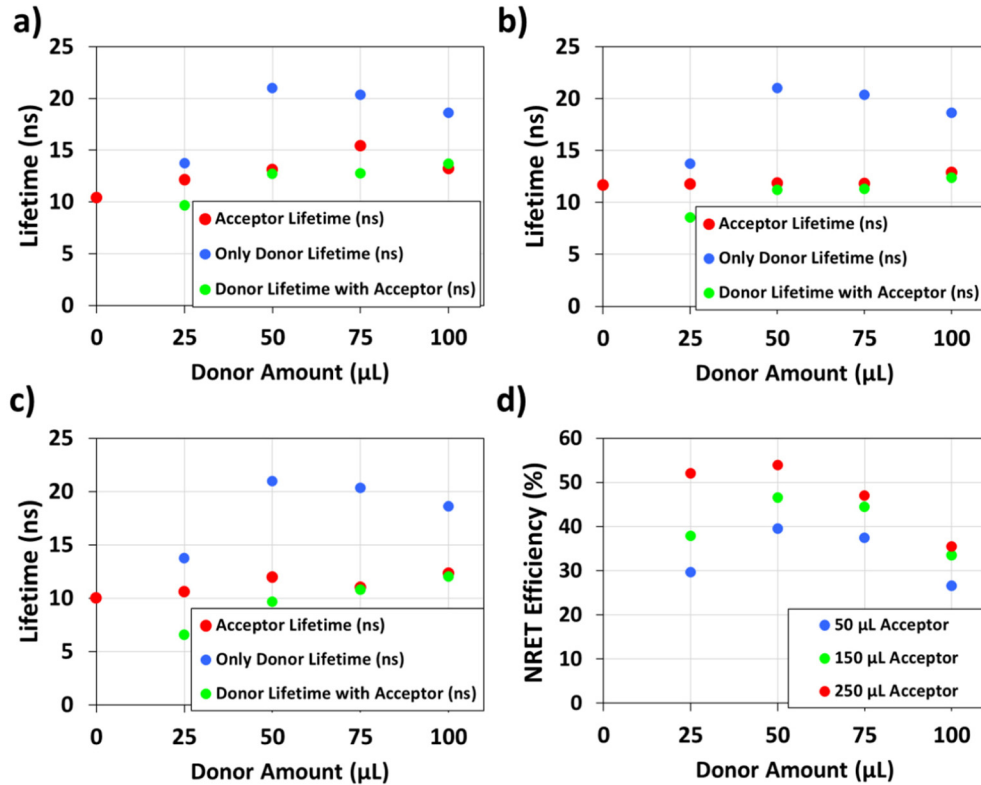 a)
25
20
15
10
5
0
Lifetime (ns)
Acceptor Lifetime (ns)
Only Donor Lifetime (ns)
Donor Lifetime with Acceptor (ns)
0 25 50 75 100
Donor Amount (µL)
b)
25
20
15
10
5
0
Lifetime (ns)
Acceptor Lifetime (ns)
Only Donor Lifetime (ns)
Donor Lifetime with Acceptor (ns)
0 25 50 75 100
Donor Amount (µL)
c)
25
20
15
10
5
0
Lifetime (ns)
Acceptor Lifetime (ns)
Only Donor Lifetime (ns)
Donor Lifetime with Acceptor (ns)
0 25 50 75 100
Donor Amount (µL)
d)
60
50
40
30
20
10
0
NRET Efficiency (%)
50 µL Acceptor
150 µL Acceptor
250 µL Acceptor
0 25 50 75 100
Donor Amount (µL)